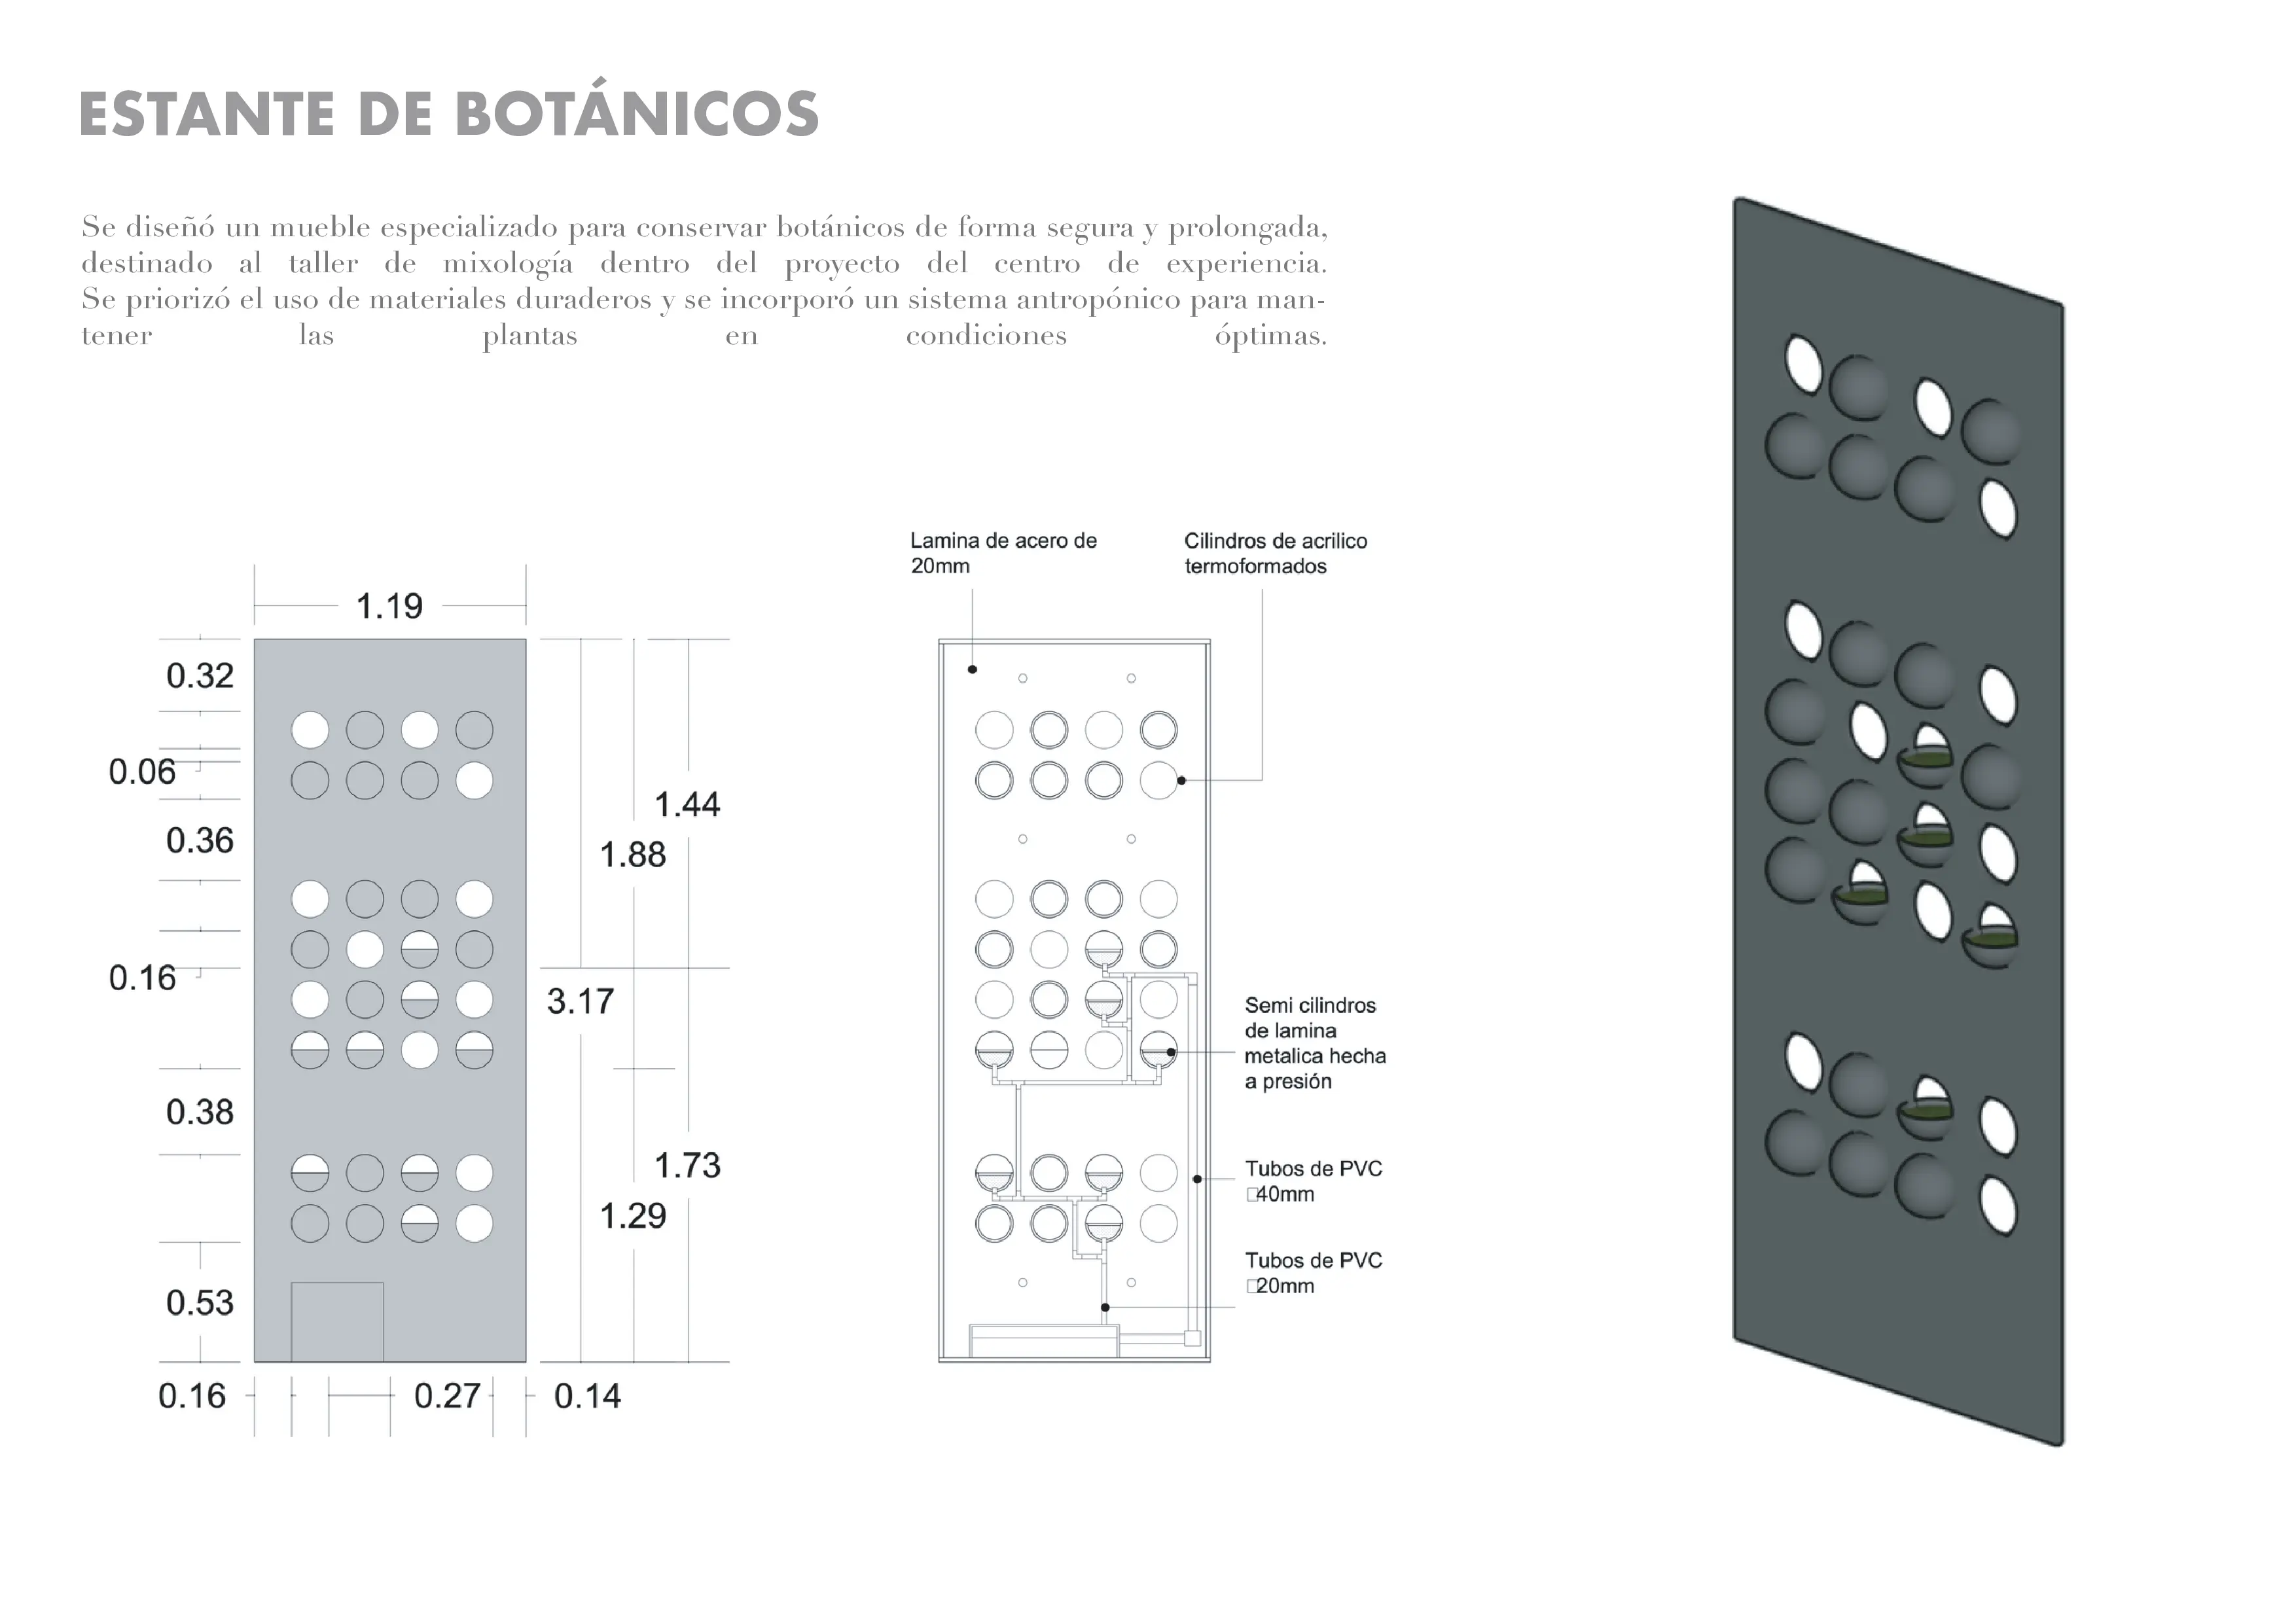 ESTANTE DE BOTÁNICOS
Se diseñó un mueble especializado para conservar botánicos de forma segura y prolongada,
destinado al taller de mixología dentro del proyecto del centro de experiencia.
Se priorizó el uso de materiales duraderos y se incorporó un sistema antropónico para man-
tener las plantas en condiciones óptimas.
Lamina de acero de
20mm
Cilindros de acrilico
termoformados
1.19
0.32
0.06
0.36
0.16
0.38
0.53
1.44
1.88
3.17
1.73
1.29
0.16
0.27
0.14
Semi cilindros
de lamina
metalica hecha
a presión
Tubos de PVC
□40mm
Tubos de PVC
□20mm